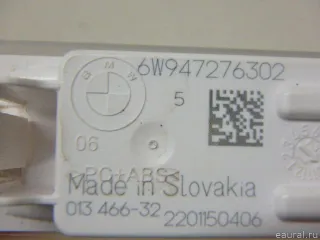 BMW
6W947276302
5
06
>PC+ABS<
Made in Slovakia
013 466-32
2201150406
eaural.ru